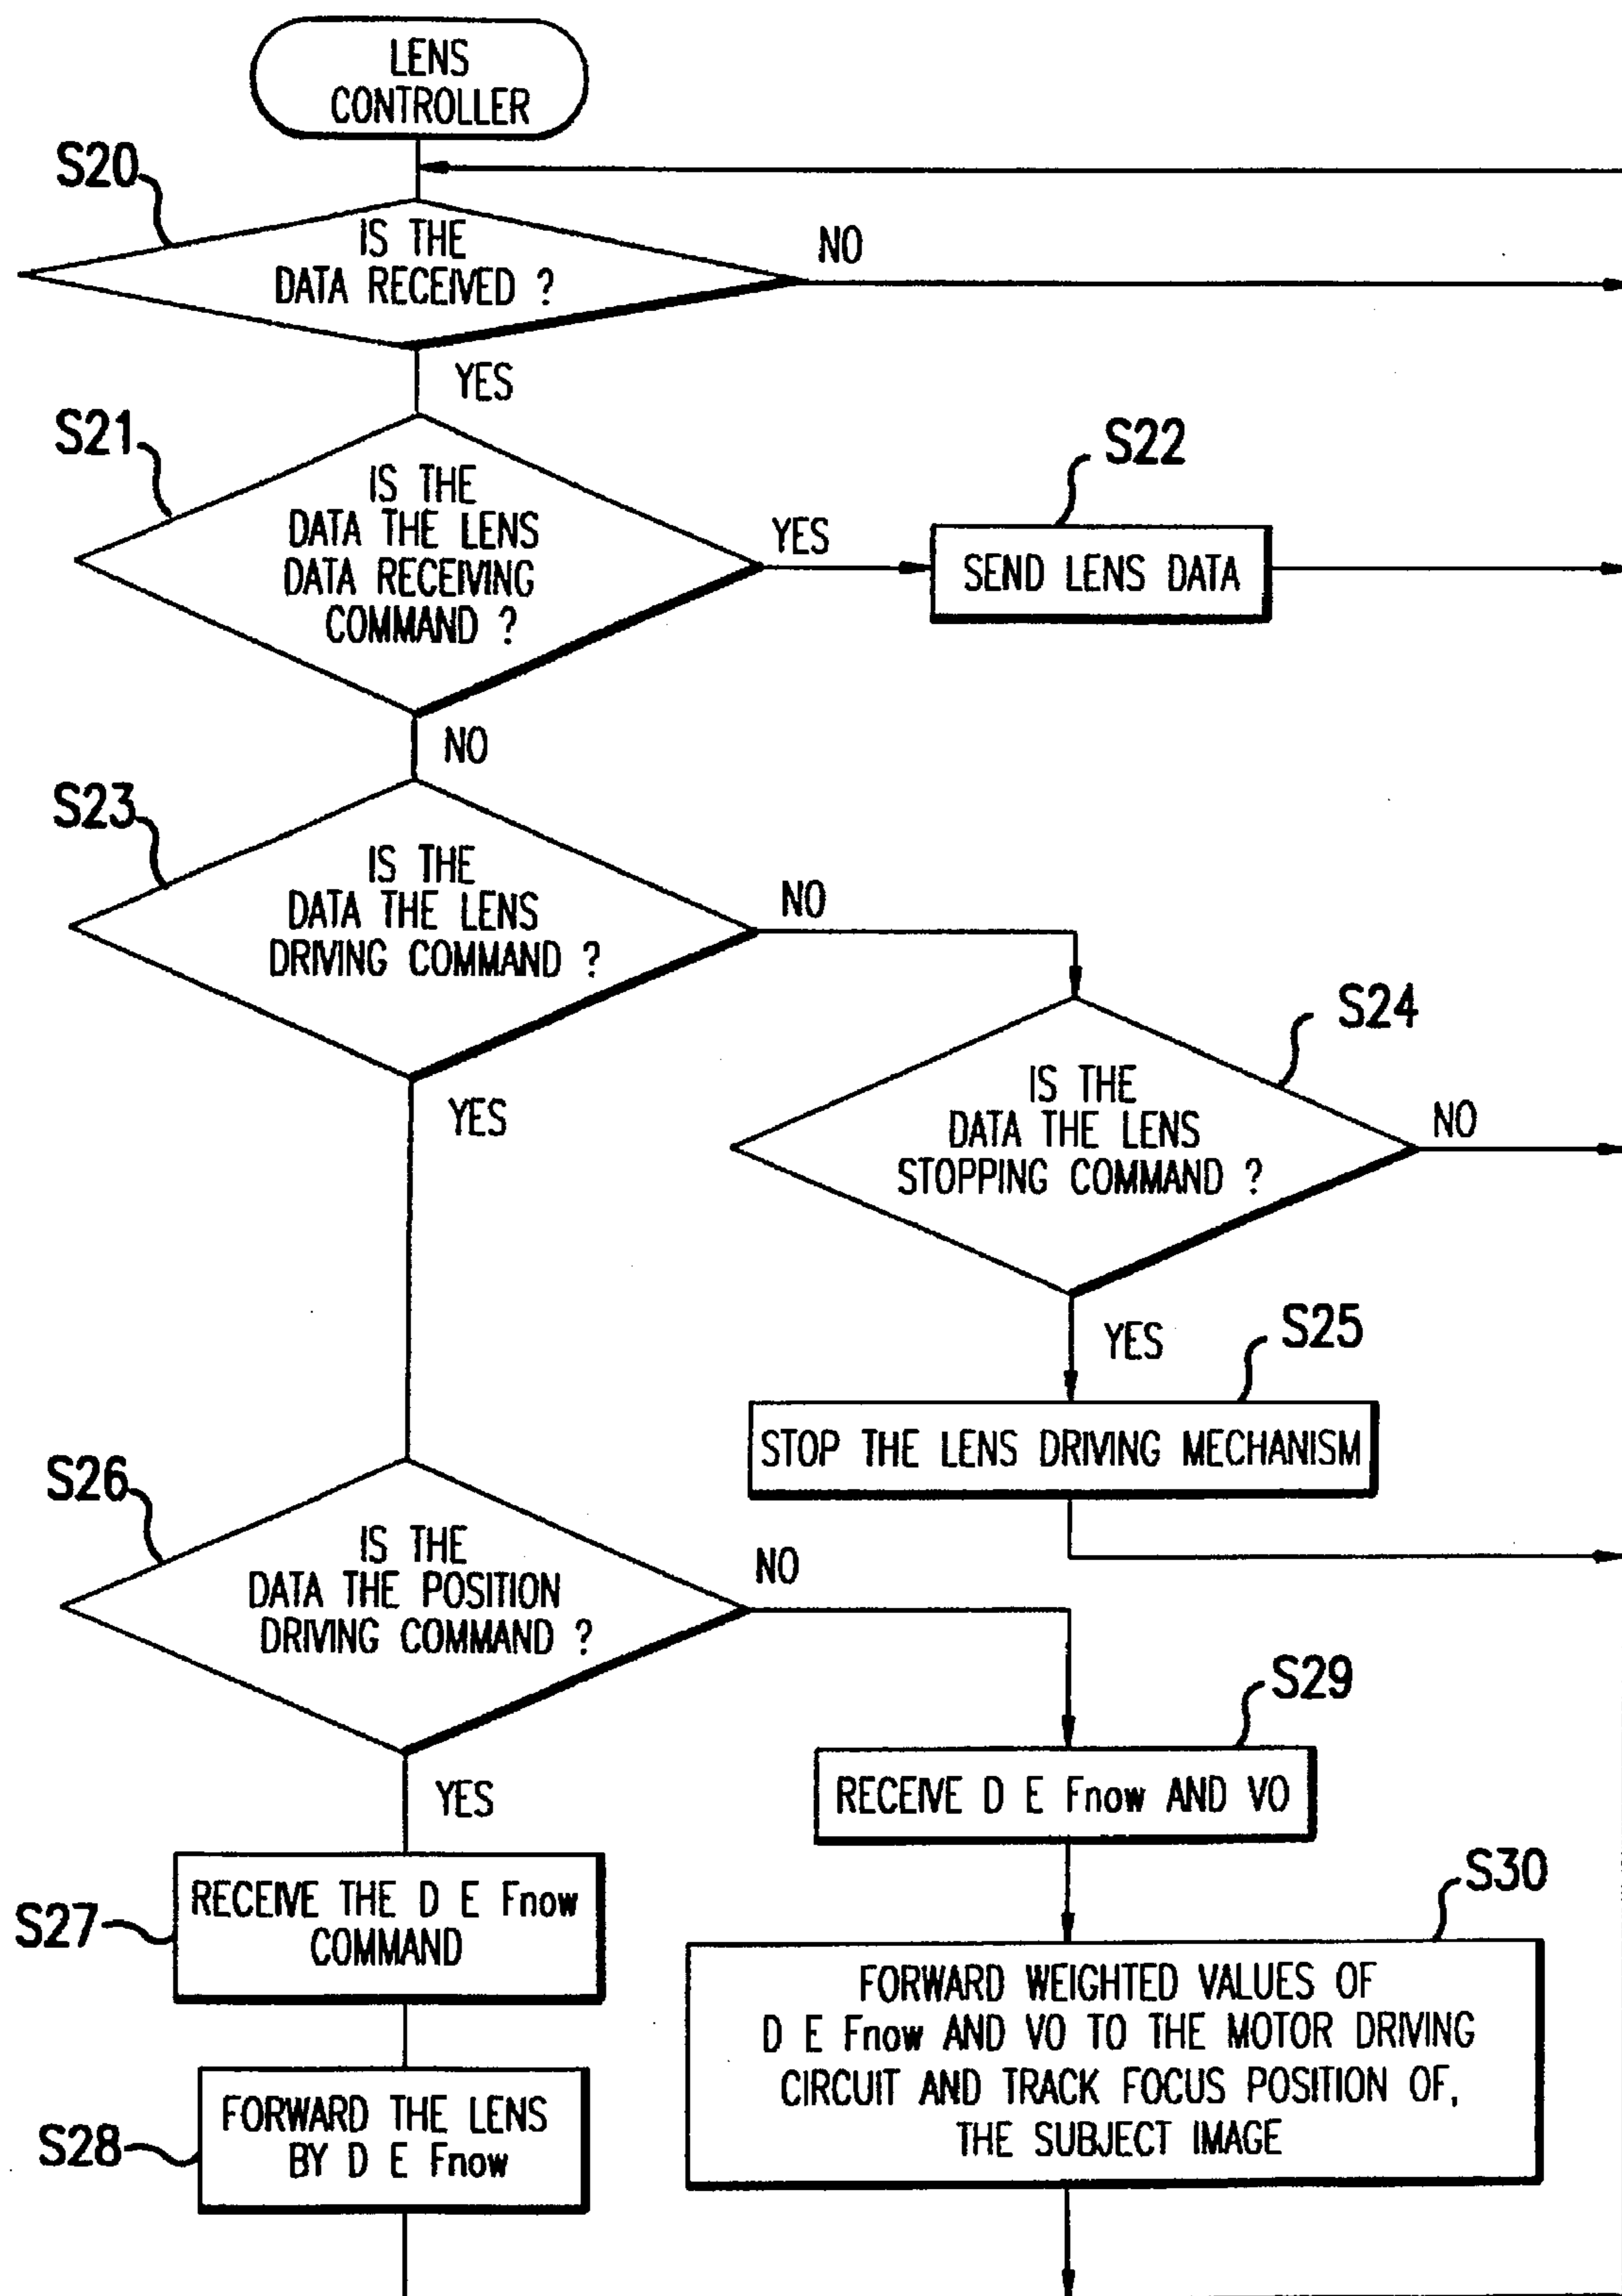 LENS
CONTROLLER
S20
IS THE
DATA RECEIVED ?
NO
YES
S21
IS THE
DATA THE LENS
DATA RECEIVING
COMMAND ?
YES
S22
SEND LENS DATA
NO
S23
IS THE
DATA THE LENS
DRIVING COMMAND ?
NO
YES
S24
IS THE
DATA THE LENS
STOPPING COMMAND ?
NO
YES
S25
STOP THE LENS DRIVING MECHANISM
S26
IS THE
DATA THE POSITION
DRIVING COMMAND ?
NO
YES
S29
RECEIVE D E Fnow AND VO
S27
RECEIVE THE D E Fnow
COMMAND
S30
FORWARD WEIGHTED VALUES OF
D E Fnow AND VO TO THE MOTOR DRIVING
CIRCUIT AND TRACK FOCUS POSITION OF,
THE SUBJECT IMAGE
S28
FORWARD THE LENS
BY D E Fnow